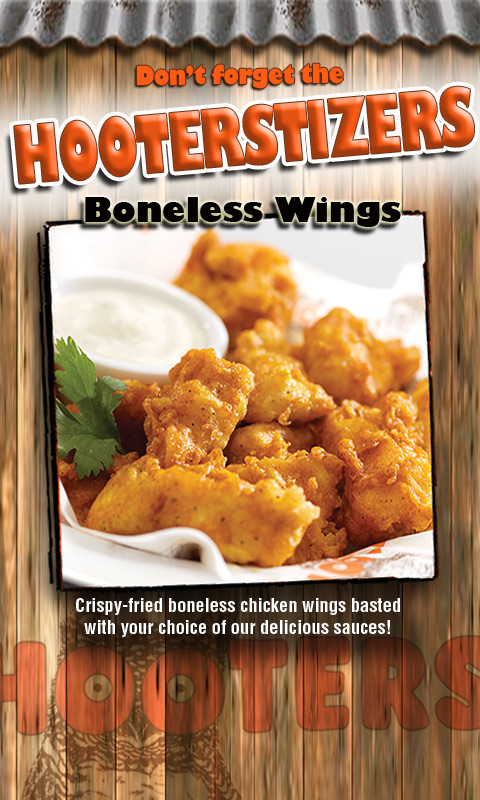 Don't forget the
HOOTERSTIZERS
Boneless Wings
Crispy-fried boneless chicken wings basted
with your choice of our delicious sauces!
HOOTERS